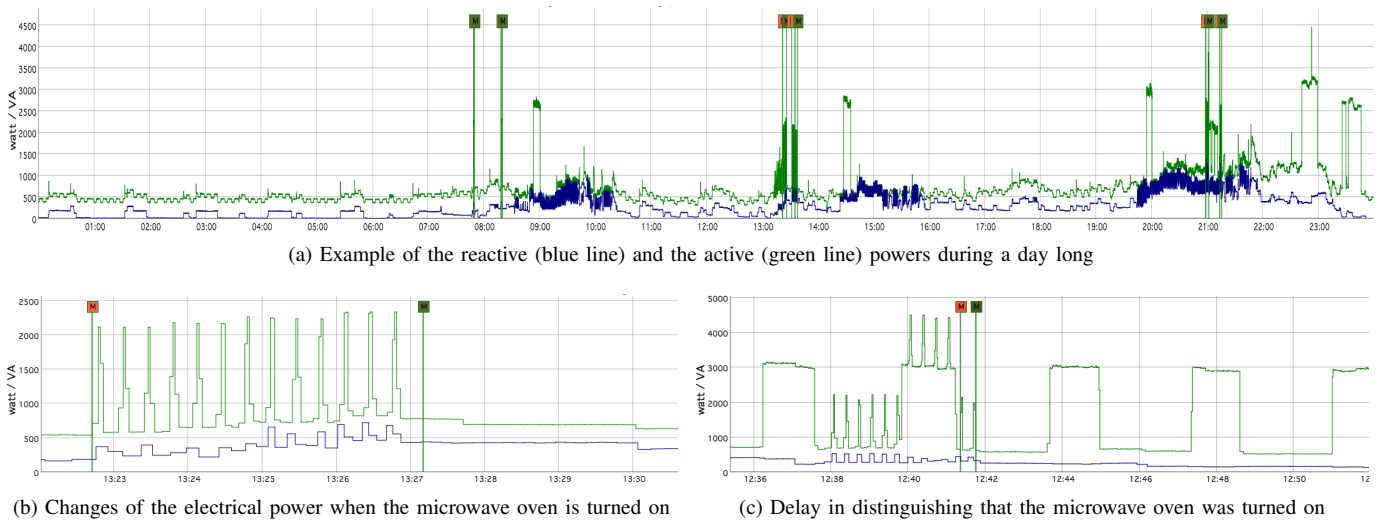 M M M M M M
4500
4000
3500
3000
2500
2000
1500
1000
500
0
watt / VA
01:00 02:00 03:00 04:00 05:00 06:00 07:00 08:00 09:00 10:00 11:00 12:00 13:00 14:00 15:00 16:00 17:00 18:00 19:00 20:00 21:00 22:00 23:00
(a) Example of the reactive (blue line) and the active (green line) powers during a day long
M M
2500
2000
1500
1000
500
0
watt / VA
13:23 13:24 13:25 13:26 13:27 13:28 13:29 13:30
(b) Changes of the electrical power when the microwave oven is turned on
M M
5000
4000
3000
2000
1000
0
watt / VA
12:36 12:38 12:40 12:42 12:44 12:46 12:48 12:50
(c) Delay in distinguishing that the microwave oven was turned on